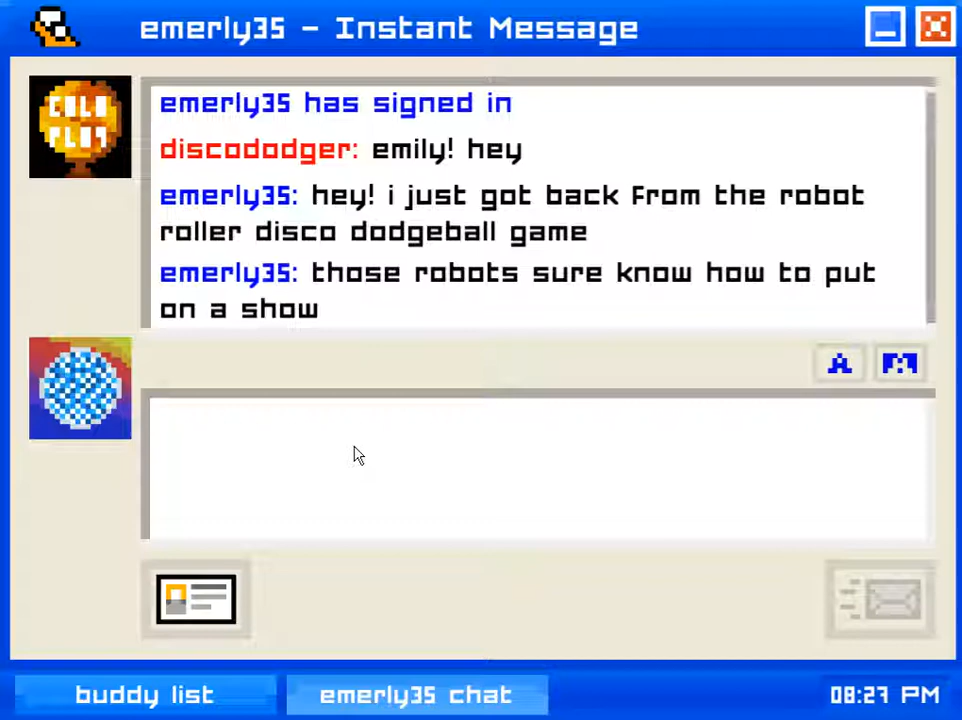 emerly35 - Instant Message
COLD
PLAY
emerly35 has signed in
discododger: emily! hey
emerly35: hey! i just got back from the robot
roller disco dodgeball game
emerly35: those robots sure know how to put
on a show
A
buddy list
emerly35 chat
08:27 PM